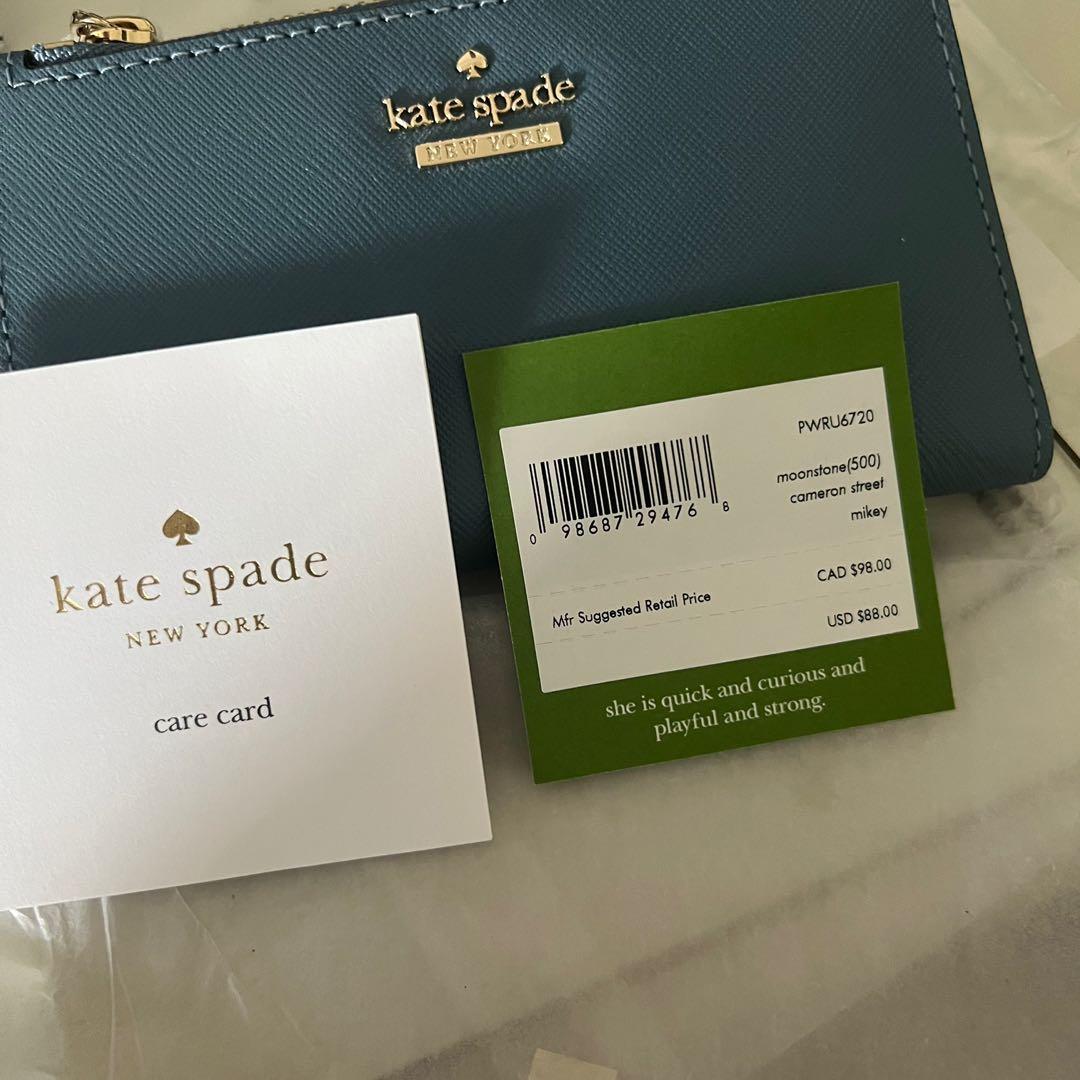 kate spade
NEW YORK
kate spade
NEW YORK
care card
PWRU6720
moonstone(500)
cameron street
mikey
0 98687 29476 8
CAD $98.00
Mfr Suggested Retail Price
USD $88.00
she is quick and curious and
playful and strong.